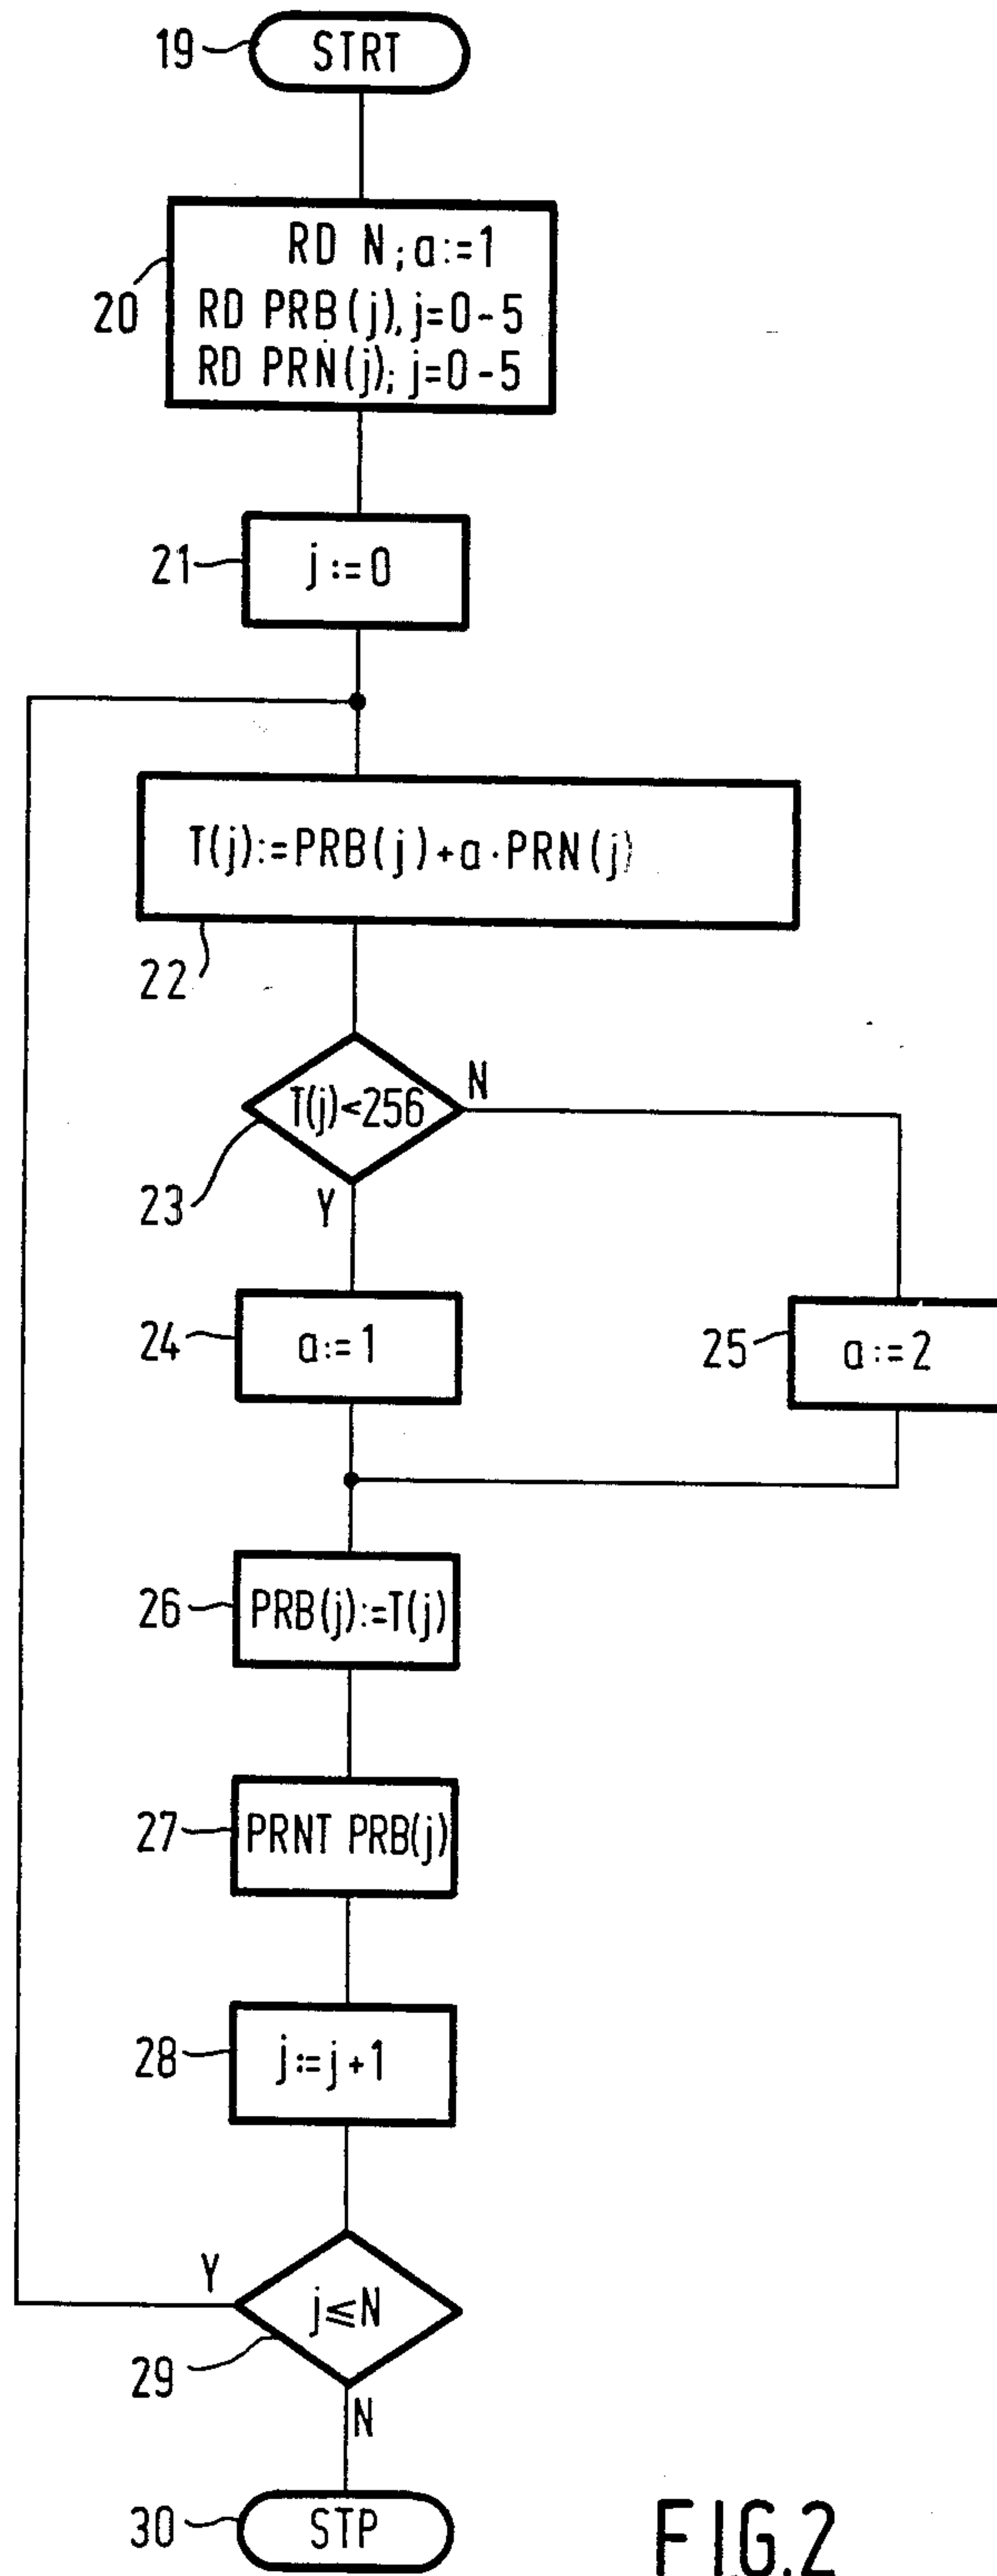 19
STRT
20
RD N; a:=1
RD PRB(j), j=0-5
RD PRN(j); j=0-5
21
j:=0
T(j):=PRB(j)+a·PRN(j)
22
T(j)<256
N
23
Y
24
a:=1
25
a:=2
26
PRB(j):=T(j)
27
PRNT PRB(j)
28
j:=j+1
Y
j≤N
29
N
30
STP
FIG.2